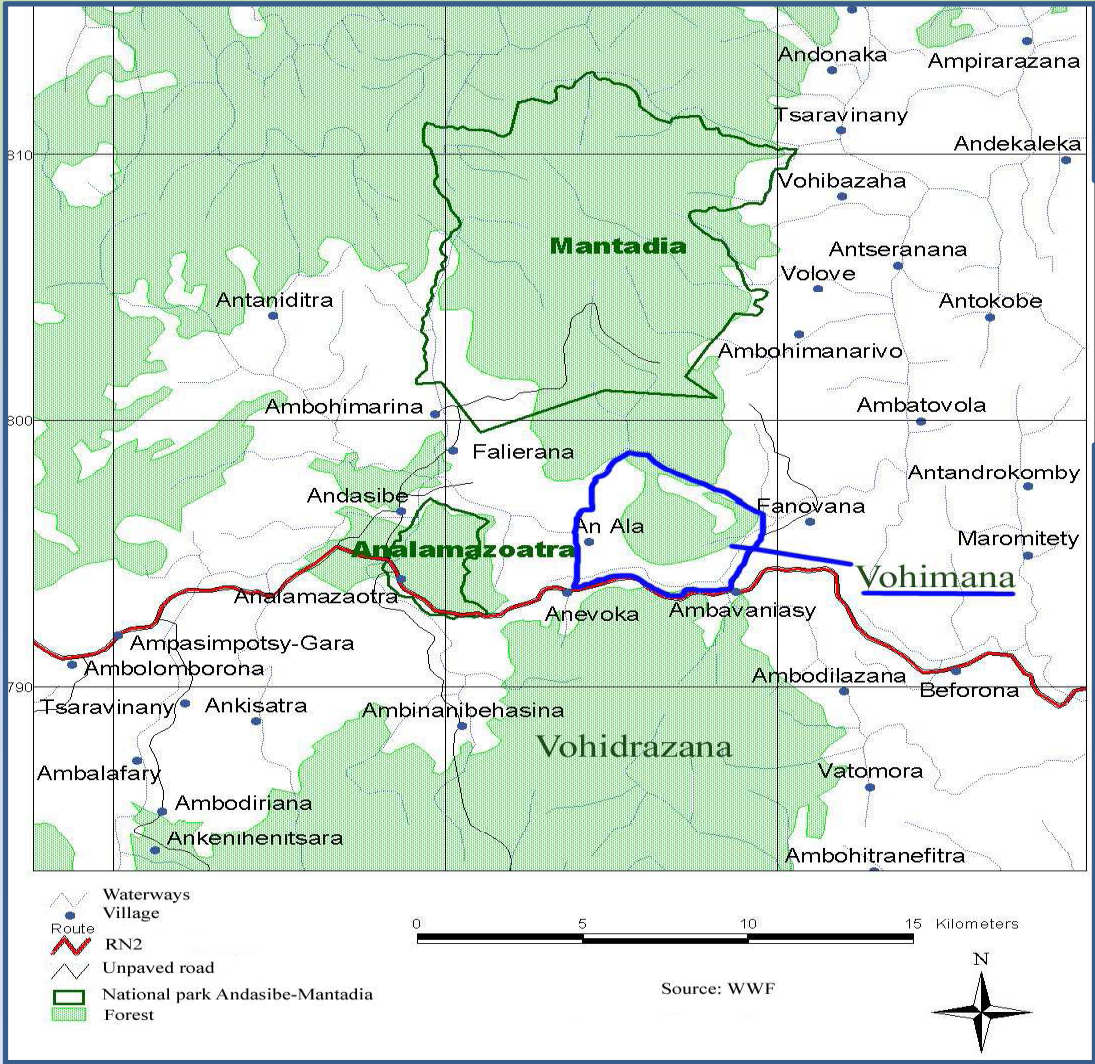 Andonaka
Ampirarazana
Tsaravinany
Andekaleka
810
Vohibazaha
Mantadia
Antseranana
Volove
Antaniditra
Antokobe
Ambohimanarivo
Ambohimarina
Ambatovola
800
Falierana
Antandrokomby
Andasibe
Fanovana
An Ala
Maromitety
Analamazoatra
Vohimana
Analamazaotra
Anevoka
Ambavaniasy
Ampasimpotsy-Gara
Ambolomborona
Ambodilazana
790
Beforona
Tsaravinany
Ankisatra
Ambinanibehasina
Vohidrazana
Ambalafary
Vatomora
Ambodiriana
Ankenihenitsara
Ambohitranefitra
Waterways
Village
Route
RN2
Unpaved road
National park Andasibe-Mantadia
Forest
0 5 10 15 Kilometers
Source: WWF
N